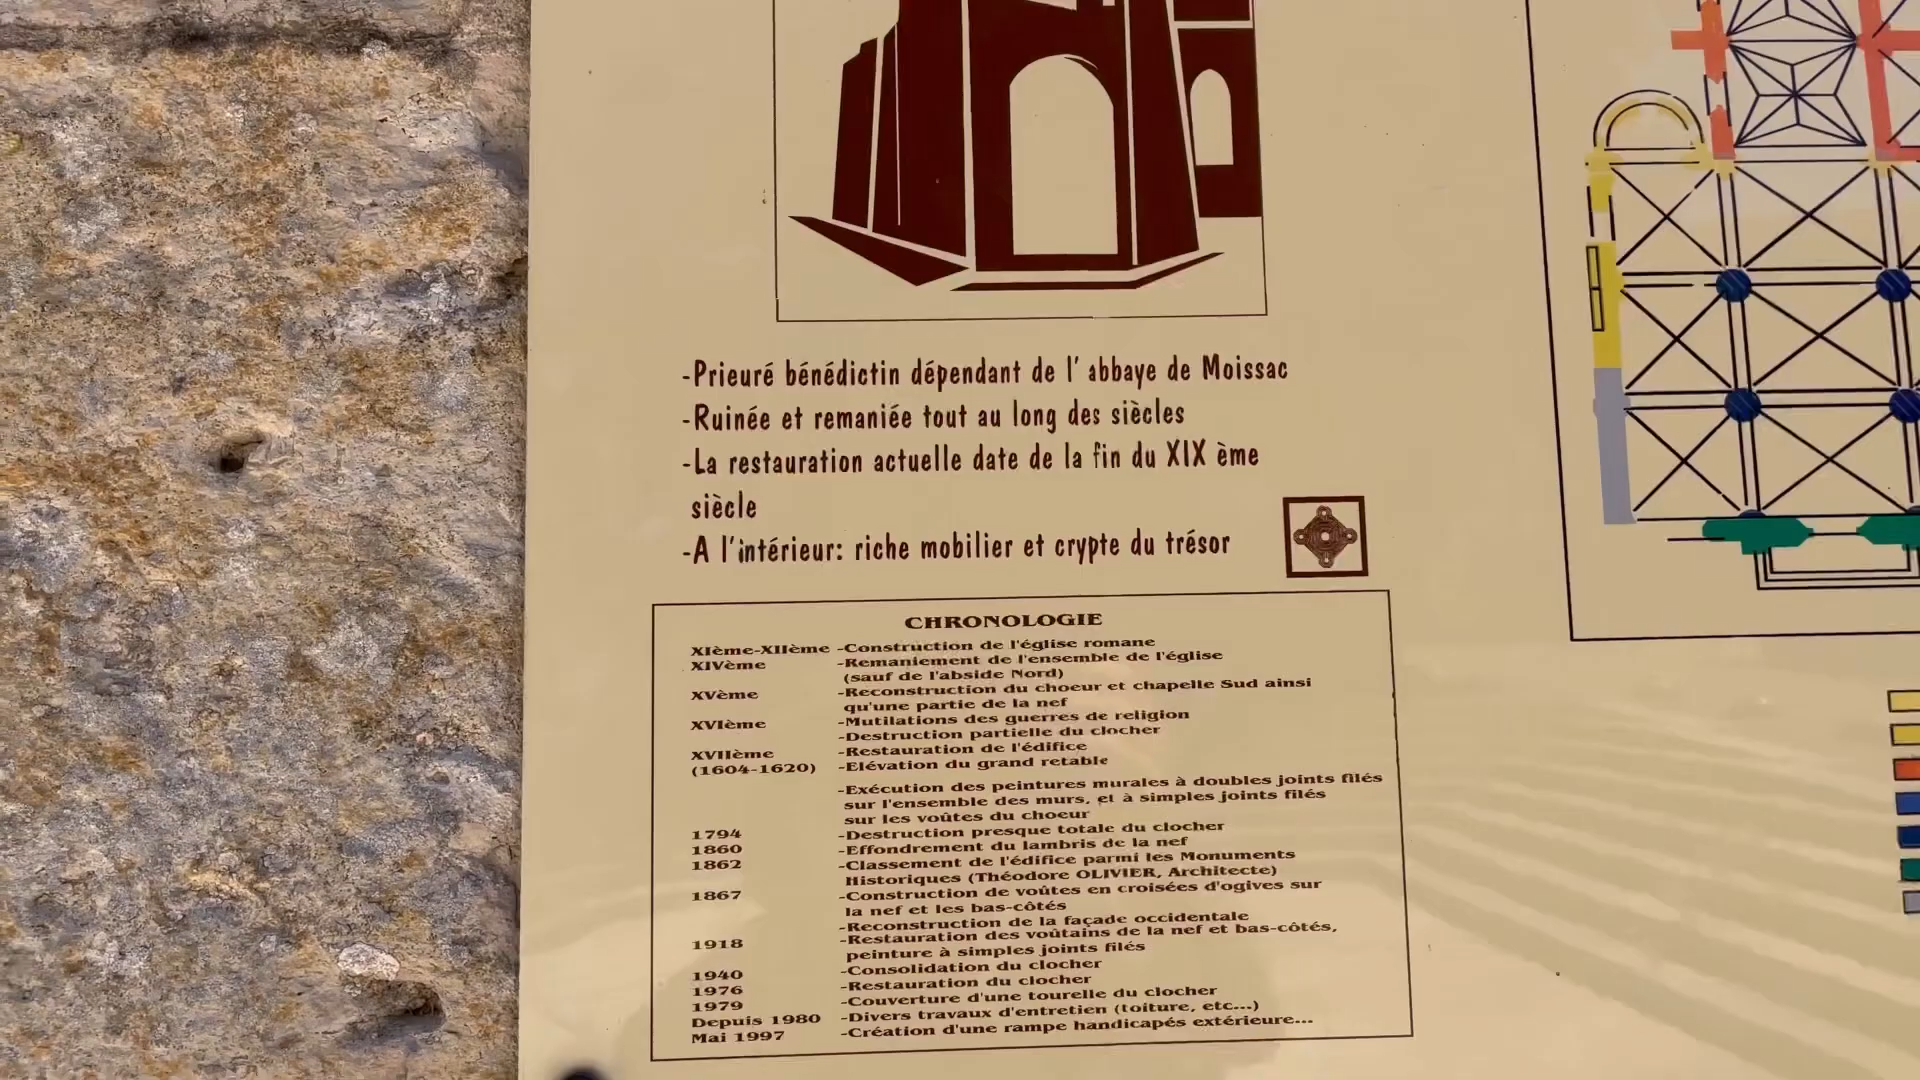 -Prieuré bénédictin dépendant de l'abbaye de Moissac
-Ruinée et remaniée tout au long des siècles
-La restauration actuelle date de la fin du XIX ème
siècle
-A l'intérieur: riche mobilier et crypte du trésor
CHRONOLOGIE
XIème-XIIème -Construction de l'église romane
XIVème -Remaniement de l'ensemble de l'église
(sauf de l'abside Nord)
XVème -Reconstruction du choeur et chapelle Sud ainsi
qu'une partie de la nef
XVIème -Mutilations des guerres de religion
-Destruction partielle du clocher
XVIIème -Restauration de l'édifice
(1604-1620) -Elévation du grand retable
-Exécution des peintures murales à doubles joints filés
sur l'ensemble des murs, et à simples joints filés
sur les voûtes du choeur
1794 -Destruction presque totale du clocher
1860 -Effondrement du lambris de la nef
1862 -Classement de l'édifice parmi les Monuments
Historiques (Théodore OLIVIER, Architecte)
1867 -Construction de voûtes en croisées d'ogives sur
la nef et les bas-côtés
-Reconstruction de la façade occidentale
1918 -Restauration des voûtains de la nef et bas-côtés,
peinture à simples joints filés
1940 -Consolidation du clocher
1976 -Restauration du clocher
1979 -Couverture d'une tourelle du clocher
Depuis 1980 -Divers travaux d'entretien (toiture, etc...)
Mai 1997 -Création d'une rampe handicapés extérieure...